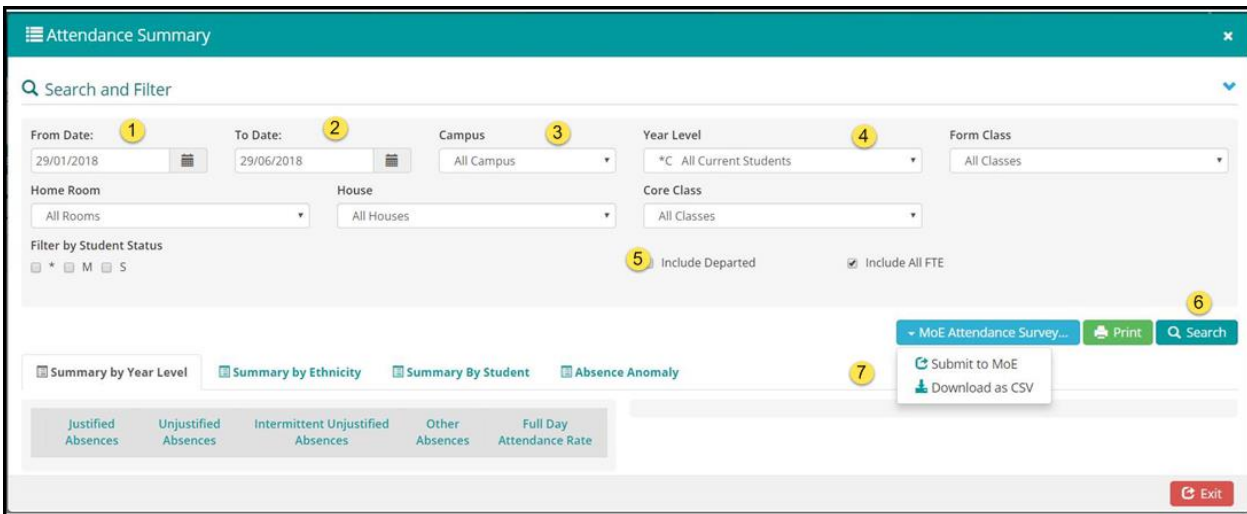 Attendance Summary
Search and Filter
From Date: 1 To Date: 2 Campus 3 Year Level 4 Form Class
29/01/2018 29/06/2018 All Campus *C All Current Students All Classes
Home Room House Core Class
All Rooms All Houses All Classes
Filter by Student Status
* M S 5 Include Departed Include All FTE
6
MoE Attendance Survey... Print Search
Summary by Year Level Summary by Ethnicity Summary By Student Absence Anomaly 7
Submit to MoE
Download as CSV
Justified Unjustified Intermittent Unjustified Other Full Day
Absences Absences Absences Absences Attendance Rate
Exit